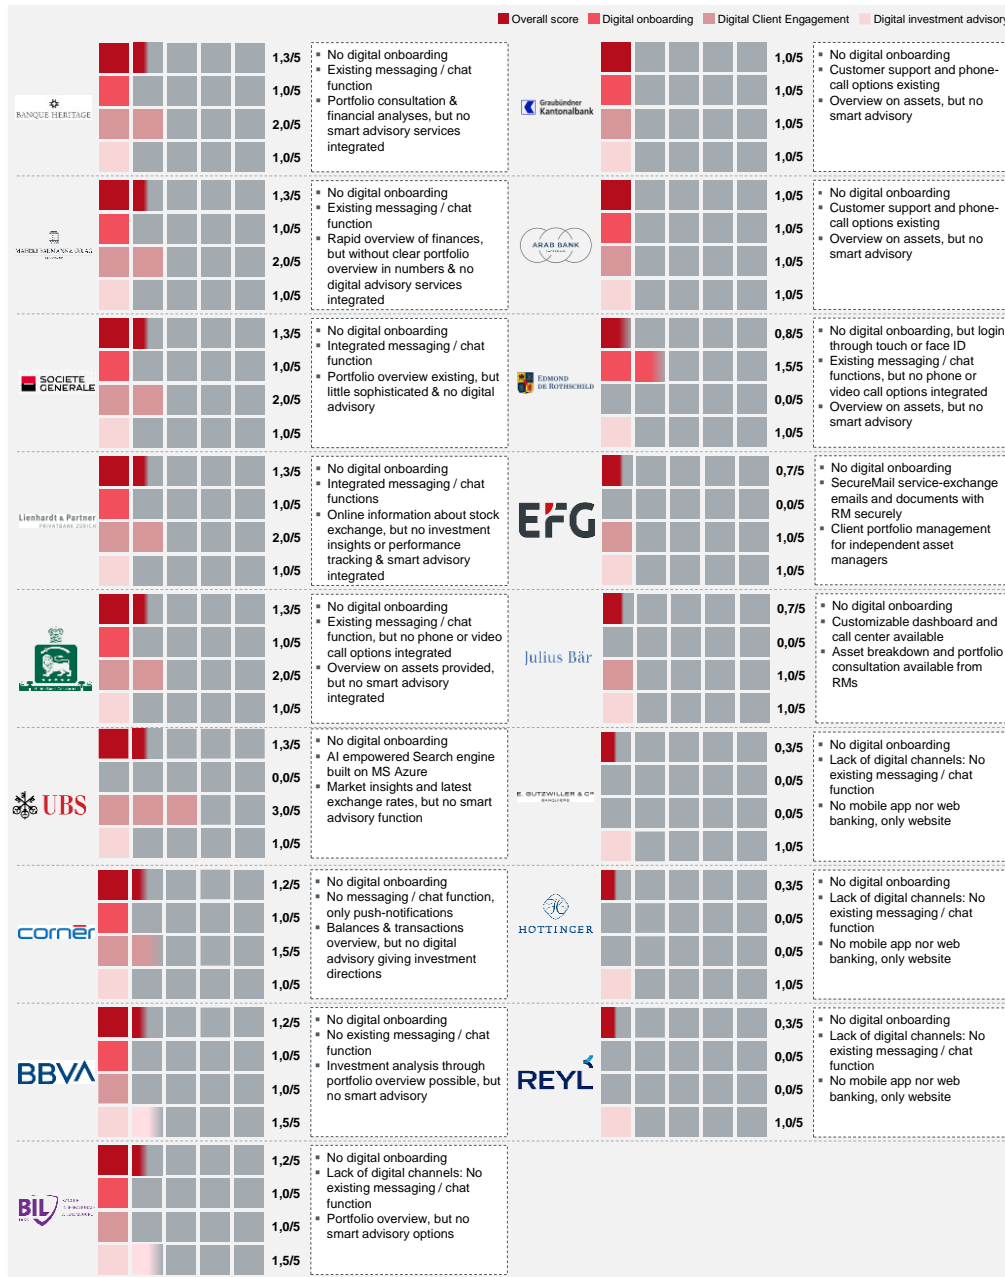 Overall score
Digital onboarding
Digital Client Engagement
Digital investment advisory
BANQUE HERITAGE
1,3/5
1,0/5
2,0/5
1,0/5
▪ No digital onboarding
▪ Existing messaging / chat
function
▪ Portfolio consultation &
financial analyses, but no
smart advisory services
integrated
Graubündner
Kantonalbank
1,0/5
1,0/5
1,0/5
1,0/5
▪ No digital onboarding
▪ Customer support and phone-
call options existing
▪ Overview on assets, but no
smart advisory
1,3/5
1,0/5
2,0/5
1,0/5
▪ No digital onboarding
▪ Existing messaging / chat
function
▪ Rapid overview of finances,
but without clear portfolio
overview in numbers & no
digital advisory services
integrated
ARAB BANK
1,0/5
1,0/5
1,0/5
1,0/5
▪ No digital onboarding
▪ Customer support and phone-
call options existing
▪ Overview on assets, but no
smart advisory
SOCIETE
GENERALE
1,3/5
1,0/5
2,0/5
1,0/5
▪ No digital onboarding
▪ Integrated messaging / chat
function
▪ Portfolio overview existing, but
little sophisticated & no digital
advisory
EDMOND
DE ROTHSCHILD
0,8/5
1,5/5
0,0/5
1,0/5
▪ No digital onboarding, but login
through touch or face ID
▪ Existing messaging / chat
functions, but no phone or
video call options integrated
▪ Overview on assets, but no
smart advisory
Lienhardt & Partner
PRIVATBANK ZÜRICH
1,3/5
1,0/5
2,0/5
1,0/5
▪ No digital onboarding
▪ Integrated messaging / chat
functions
▪ Online information about stock
exchange, but no investment
insights or performance
tracking & smart advisory
integrated
EFG
0,7/5
0,0/5
1,0/5
1,0/5
▪ No digital onboarding
▪ SecureMail service-exchange
emails and documents with
RM securely
▪ Client portfolio management
for independent asset
managers
1,3/5
1,0/5
2,0/5
1,0/5
▪ No digital onboarding
▪ Existing messaging / chat
function, but no phone or video
call options integrated
▪ Overview on assets provided,
but no smart advisory
integrated
Julius Bär
0,7/5
0,0/5
1,0/5
1,0/5
▪ No digital onboarding
▪ Customizable dashboard and
call center available
▪ Asset breakdown and portfolio
consultation available from
RMs
UBS
1,3/5
0,0/5
3,0/5
1,0/5
▪ No digital onboarding
▪ AI empowered Search engine
built on MS Azure
▪ Market insights and latest
exchange rates, but no smart
advisory function
E. GUTZWILLER & CIE
BANQUIERS
0,3/5
0,0/5
0,0/5
1,0/5
▪ No digital onboarding
▪ Lack of digital channels: No
existing messaging / chat
function
▪ No mobile app nor web
banking, only website
cornèr
1,2/5
1,0/5
1,5/5
1,0/5
▪ No digital onboarding
▪ No messaging / chat function,
only push-notifications
▪ Balances & transactions
overview, but no digital
advisory giving investment
directions
HOTTINGER
0,3/5
0,0/5
0,0/5
1,0/5
▪ No digital onboarding
▪ Lack of digital channels: No
existing messaging / chat
function
▪ No mobile app nor web
banking, only website
BBVA
1,2/5
1,0/5
1,0/5
1,5/5
▪ No digital onboarding
▪ No existing messaging / chat
function
▪ Investment analysis through
portfolio overview possible, but
no smart advisory
REYL
0,3/5
0,0/5
0,0/5
1,0/5
▪ No digital onboarding
▪ Lack of digital channels: No
existing messaging / chat
function
▪ No mobile app nor web
banking, only website
BIL
1,2/5
1,0/5
1,0/5
1,5/5
▪ No digital onboarding
▪ Lack of digital channels: No
existing messaging / chat
function
▪ Portfolio overview, but no
smart advisory options